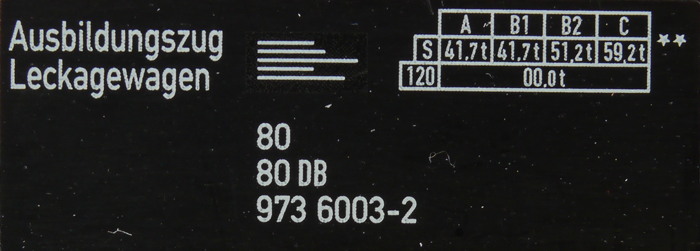 Ausbildungszug
Leckagewagen
A B1 B2 C
S 41,7t 41,7t 51,2t 59,2t **
120 00,0t
80
80 DB
973 6003-2